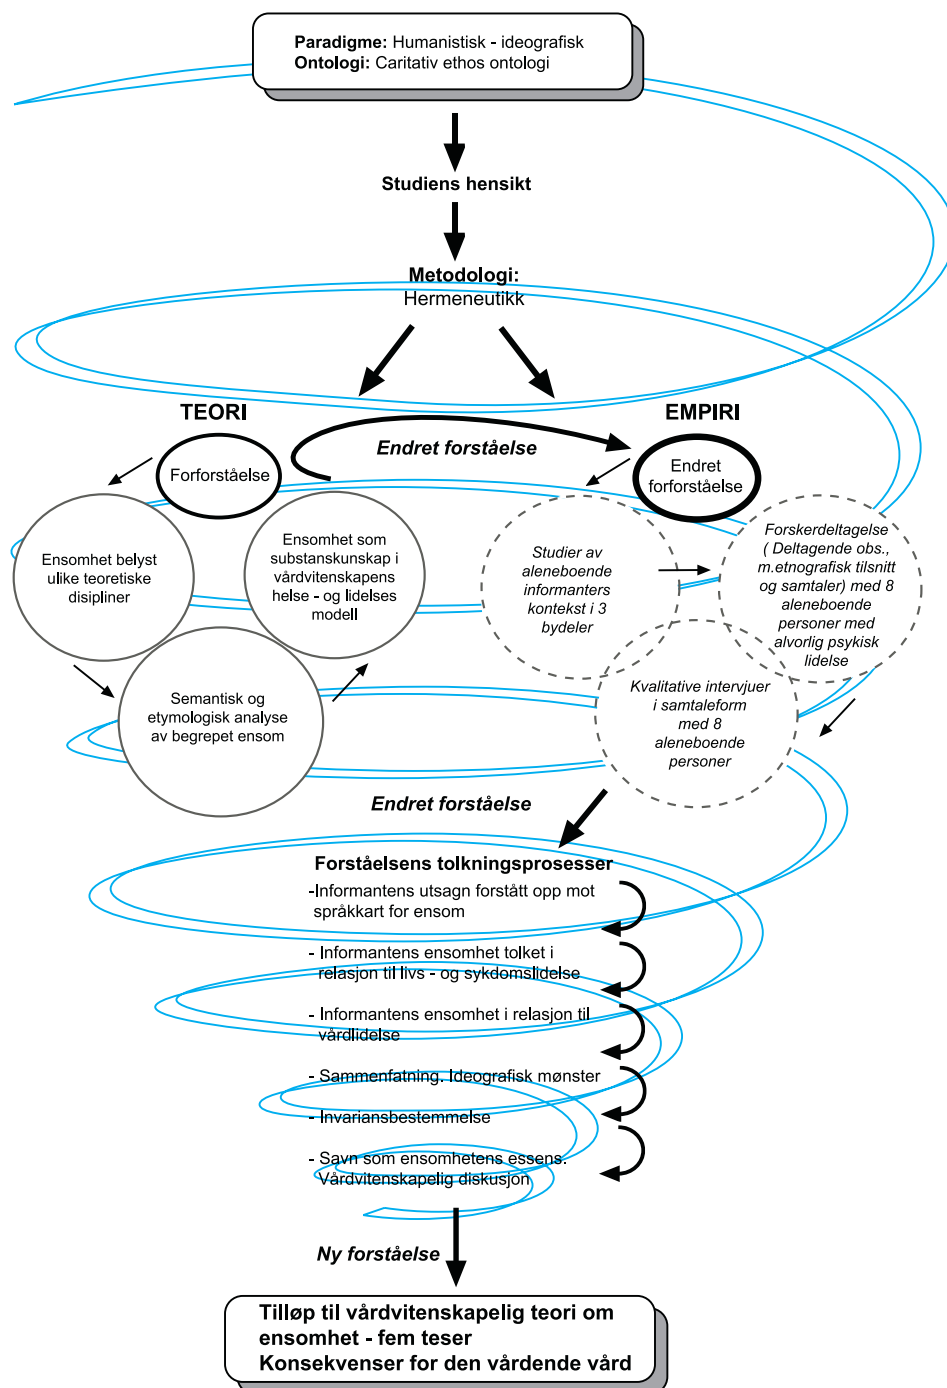 Paradigme: Humanistisk - ideografisk
Ontologi: Caritativ ethos ontologi
Studiens hensikt
Metodologi:
Hermeneutikk
TEORI
EMPIRI
Endret forståelse
Forforståelse
Endret
forforståelse
Ensomhet belyst
ulike teoretiske
disipliner
Ensomhet som
substanskunskap i
vårdvitenskapens
helse - og lidelses
modell
Semantisk og
etymologisk analyse
av begrepet ensom
Studier av
aleneboende
informanters
kontekst i 3
bydeler
Forskerdeltagelse
( Deltagende obs.,
m.etnografisk tilsnitt
og samtaler) med 8
aleneboende
personer med
alvorlig psykisk
lidelse
Kvalitative intervjuer
i samtaleform
med 8
aleneboende
personer
Endret forståelse
Forståelsens tolkningsprosesser
-Informantens utsagn forstått opp mot
språkkart for ensom
- Informantens ensomhet tolket i
relasjon til livs - og sykdomslidelse
- Informantens ensomhet i relasjon til
vårdlidelse
- Sammenfatning. Ideografisk mønster
- Invariansbestemmelse
- Savn som ensomhetens essens.
Vårdvitenskapelig diskusjon
Ny forståelse
Tilløp til vårdvitenskapelig teori om
ensomhet - fem teser
Konsekvenser for den vårdende vård